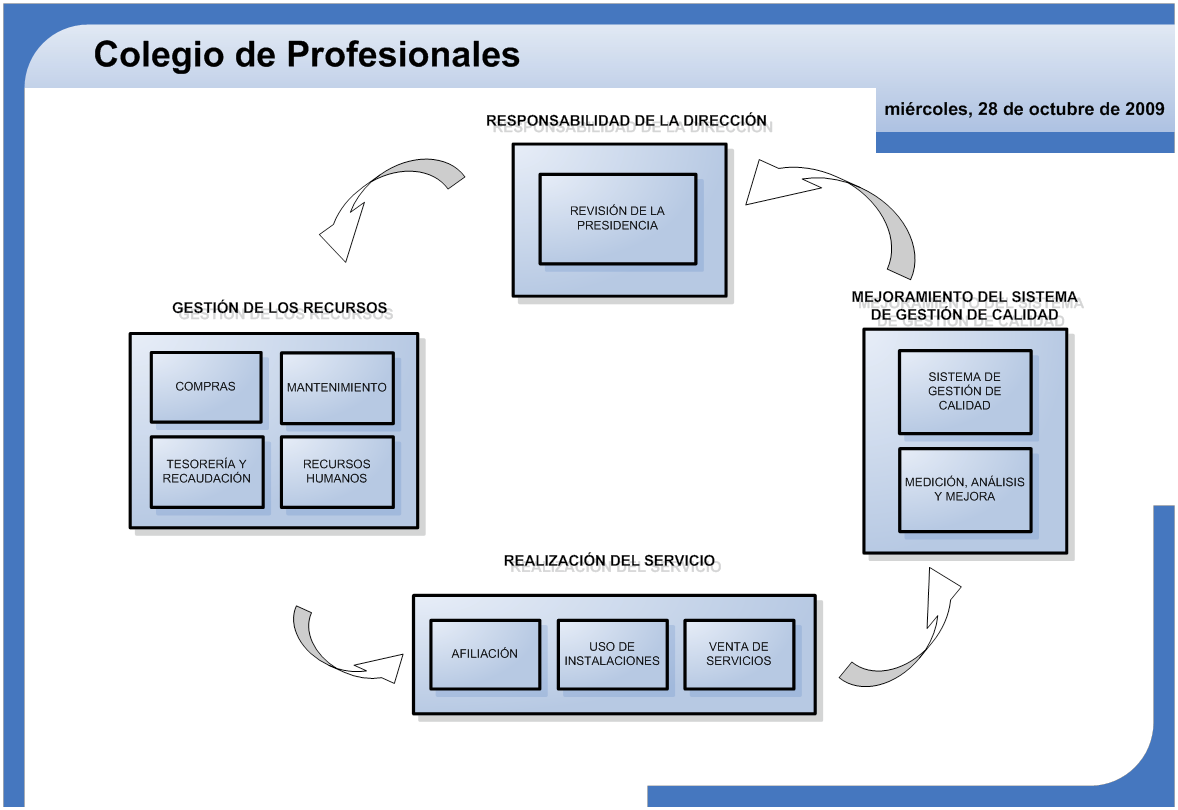 Colegio de Profesionales
miércoles, 28 de octubre de 2009
RESPONSABILIDAD DE LA DIRECCIÓN
REVISIÓN DE LA
PRESIDENCIA
GESTIÓN DE LOS RECURSOS
COMPRAS
MANTENIMIENTO
TESORERÍA Y
RECAUDACIÓN
RECURSOS
HUMANOS
MEJORAMIENTO DEL SISTEMA
DE GESTIÓN DE CALIDAD
SISTEMA DE
GESTIÓN DE
CALIDAD
MEDICIÓN, ANÁLISIS
Y MEJORA
REALIZACIÓN DEL SERVICIO
AFILIACIÓN
USO DE
INSTALACIONES
VENTA DE
SERVICIOS